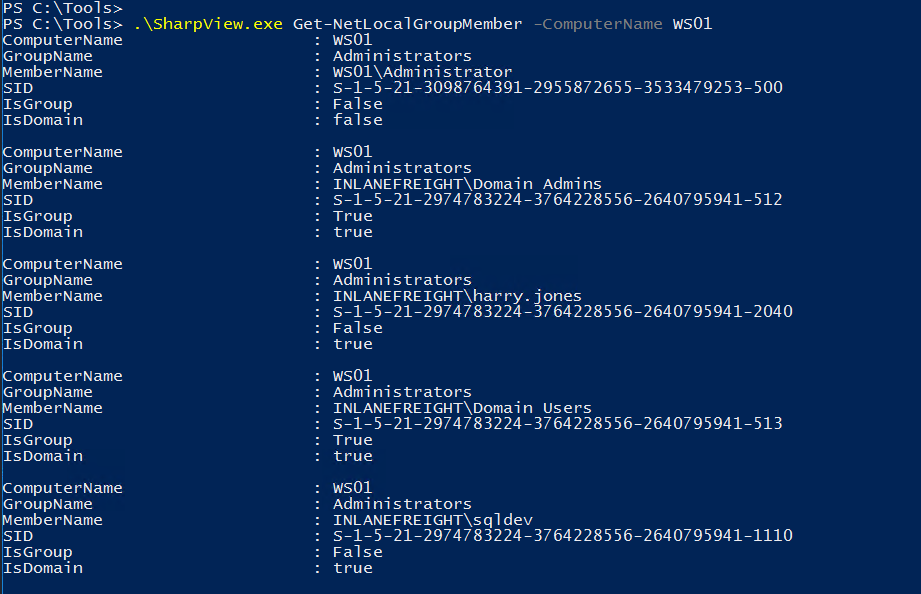 PS C:\Tools>
PS C:\Tools> .\SharpView.exe Get-NetLocalGroupMember -ComputerName WS01
ComputerName : WS01
GroupName : Administrators
MemberName : WS01\Administrator
SID : S-1-5-21-3098764391-2955872655-3533479253-500
IsGroup : False
IsDomain : false
ComputerName : WS01
GroupName : Administrators
MemberName : INLANEFREIGHT\Domain Admins
SID : S-1-5-21-2974783224-3764228556-2640795941-512
IsGroup : True
IsDomain : true
ComputerName : WS01
GroupName : Administrators
MemberName : INLANEFREIGHT\harry.jones
SID : S-1-5-21-2974783224-3764228556-2640795941-2040
IsGroup : False
IsDomain : true
ComputerName : WS01
GroupName : Administrators
MemberName : INLANEFREIGHT\Domain Users
SID : S-1-5-21-2974783224-3764228556-2640795941-513
IsGroup : True
IsDomain : true
ComputerName : WS01
GroupName : Administrators
MemberName : INLANEFREIGHT\sqldev
SID : S-1-5-21-2974783224-3764228556-2640795941-1110
IsGroup : False
IsDomain : true